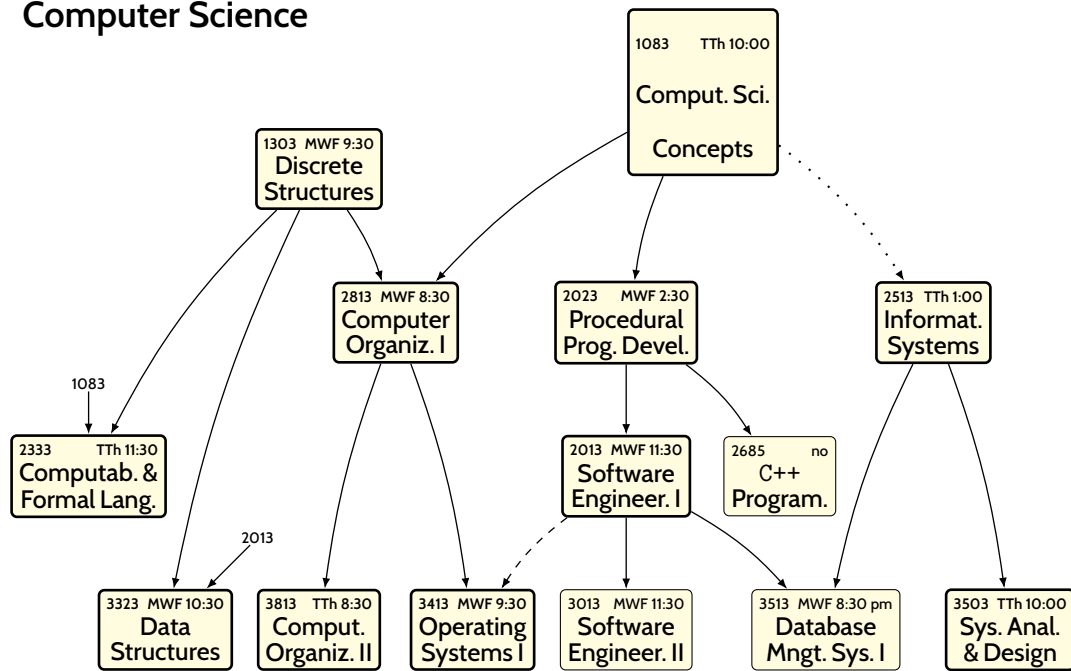 Computer Science
1083 TTh 10:00
Comput. Sci.
Concepts
1303 MWF 9:30
Discrete
Structures
2813 MWF 8:30
Computer
Organiz. I
2023 MWF 2:30
Procedural
Prog. Devel.
2513 TTh 1:00
Informat.
Systems
1083
2333 TTh 11:30
Computab. &
Formal Lang.
2013 MWF 11:30
Software
Engineer. I
2685 no
C++
Program.
2013
3323 MWF 10:30
Data
Structures
3813 TTh 8:30
Comput.
Organiz. II
3413 MWF 9:30
Operating
Systems I
3013 MWF 11:30
Software
Engineer. II
3513 MWF 8:30 pm
Database
Mngt. Sys. I
3503 TTh 10:00
Sys. Anal.
& Design